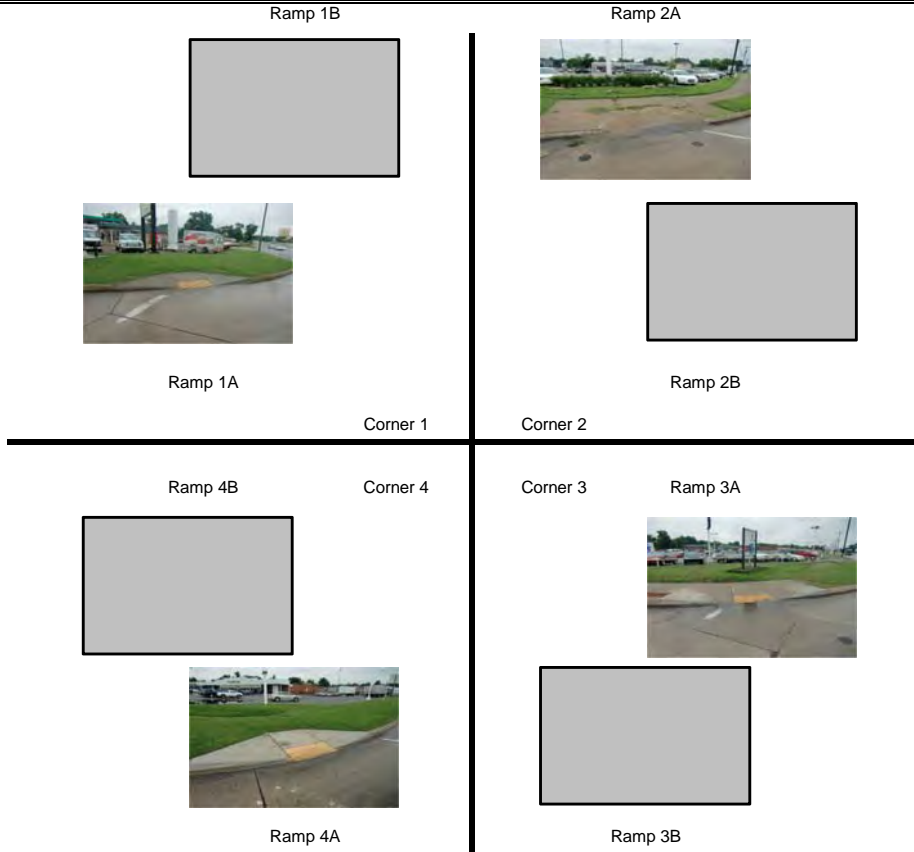 Ramp 1B
Ramp 2A
Ramp 1A
Ramp 2B
Corner 1
Corner 2
Ramp 4B
Corner 4
Corner 3
Ramp 3A
Ramp 4A
Ramp 3B